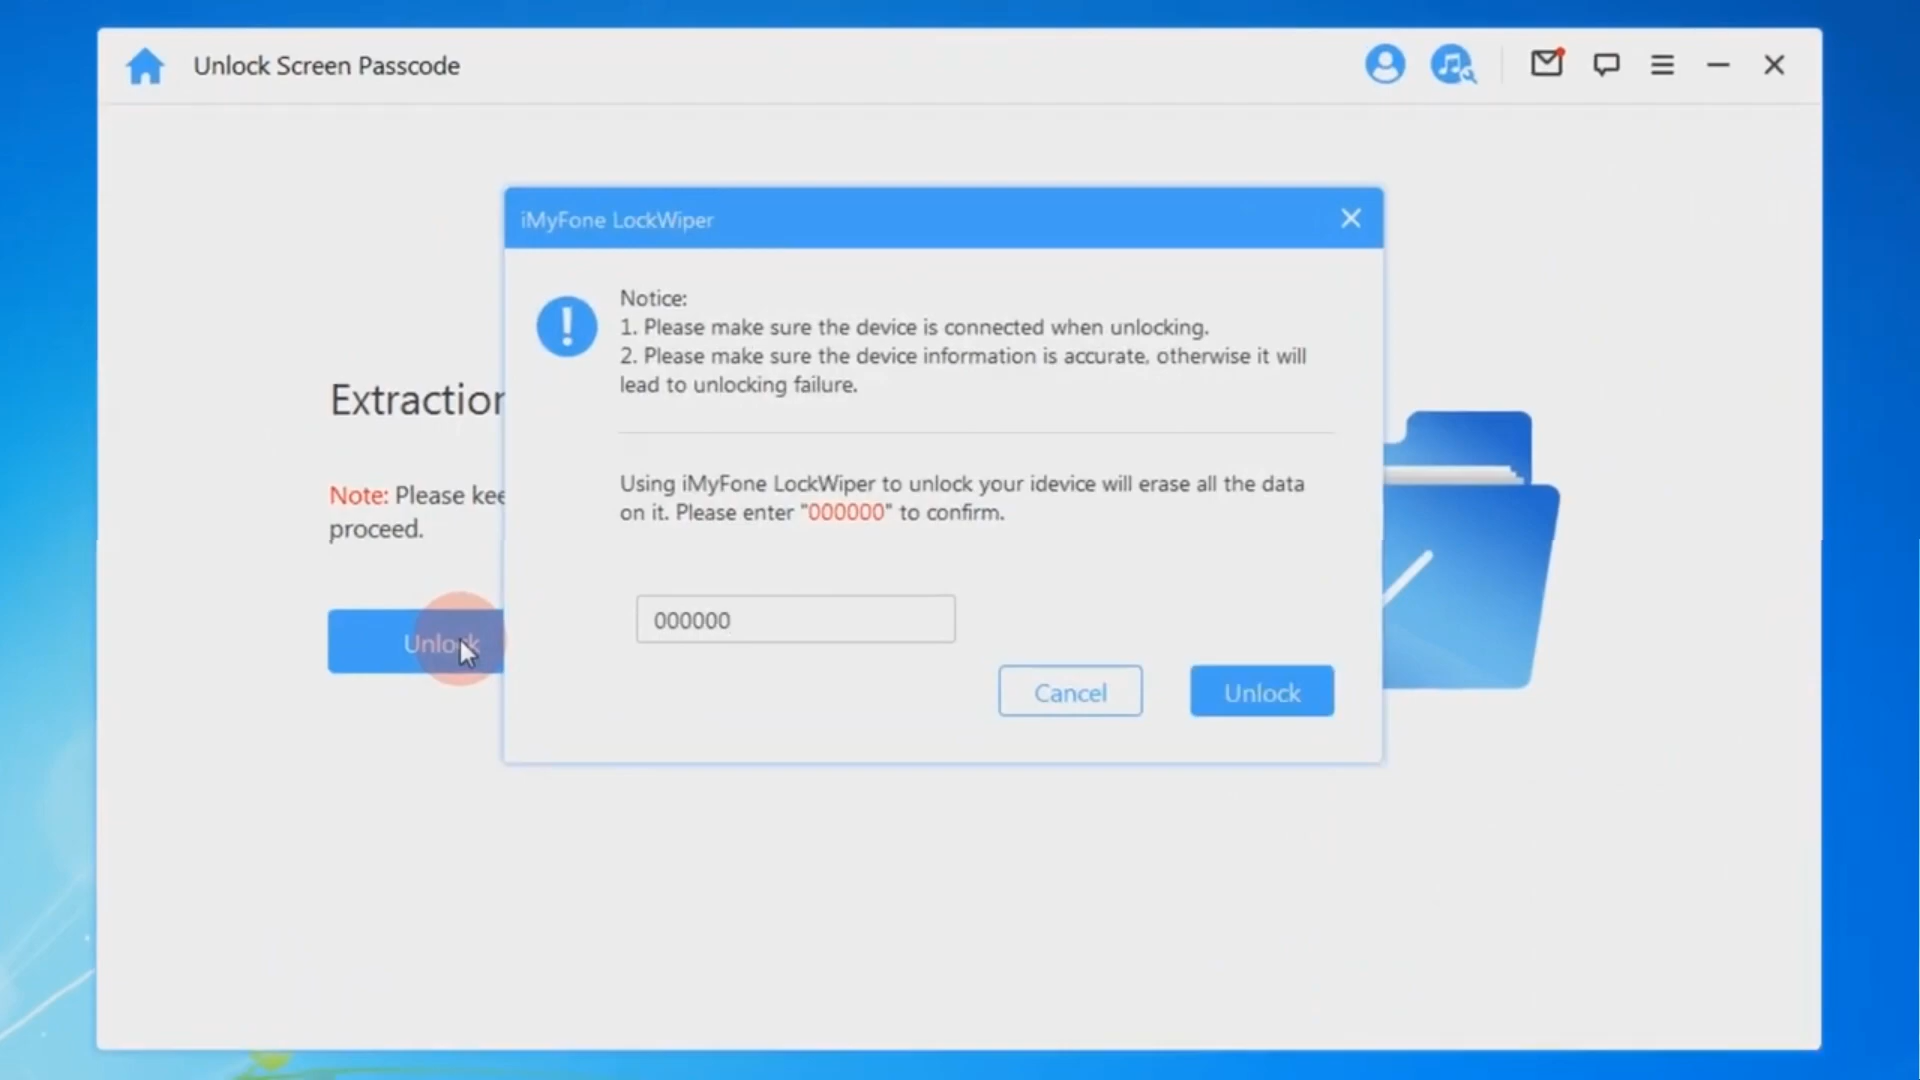 Unlock Screen Passcode
iMyFone LockWiper
Notice:
1. Please make sure the device is connected when unlocking.
2. Please make sure the device information is accurate, otherwise it will
lead to unlocking failure.
Extraction
Using iMyFone LockWiper to unlock your idevice will erase all the data
on it. Please enter "000000" to confirm.
Note: Please kee
proceed.
000000
Unlock
Cancel
Unlock